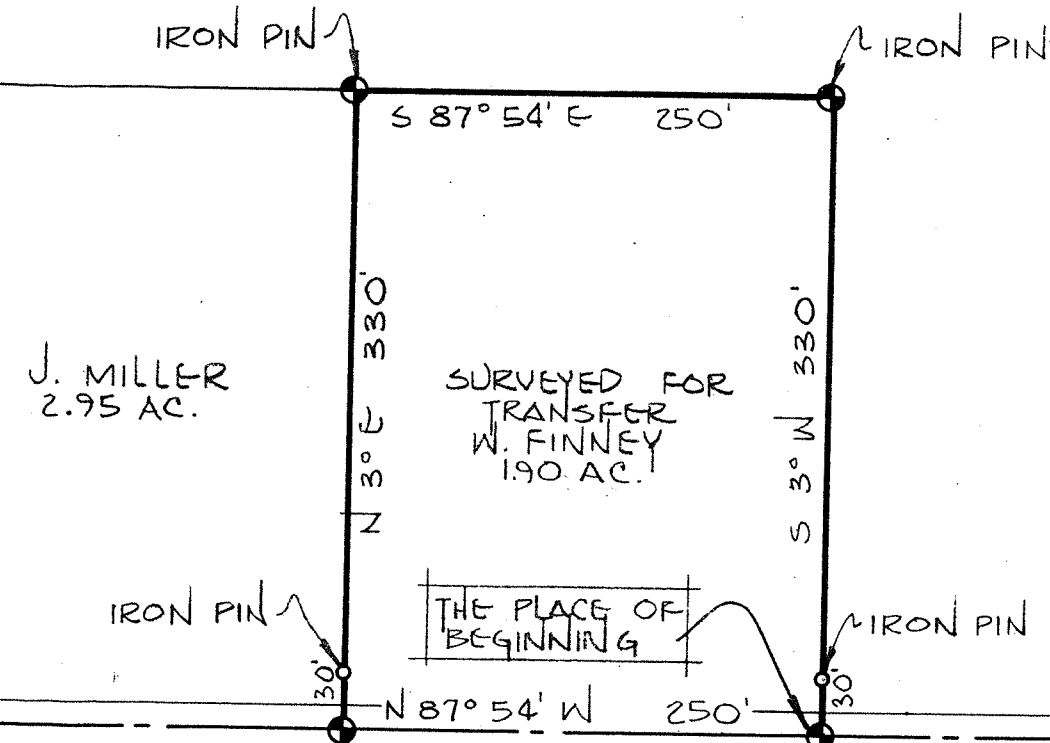 IRON PIN
IRON PIN
S 87° 54' E 250'
N 3° E 330'
S 3° W 330'
J. MILLER
2.95 AC.
SURVEYED FOR
TRANSFER
W. FINNEY
1.90 AC.
IRON PIN
THE PLACE OF
BEGINNING
IRON PIN
30'
30'
N 87° 54' W 250'